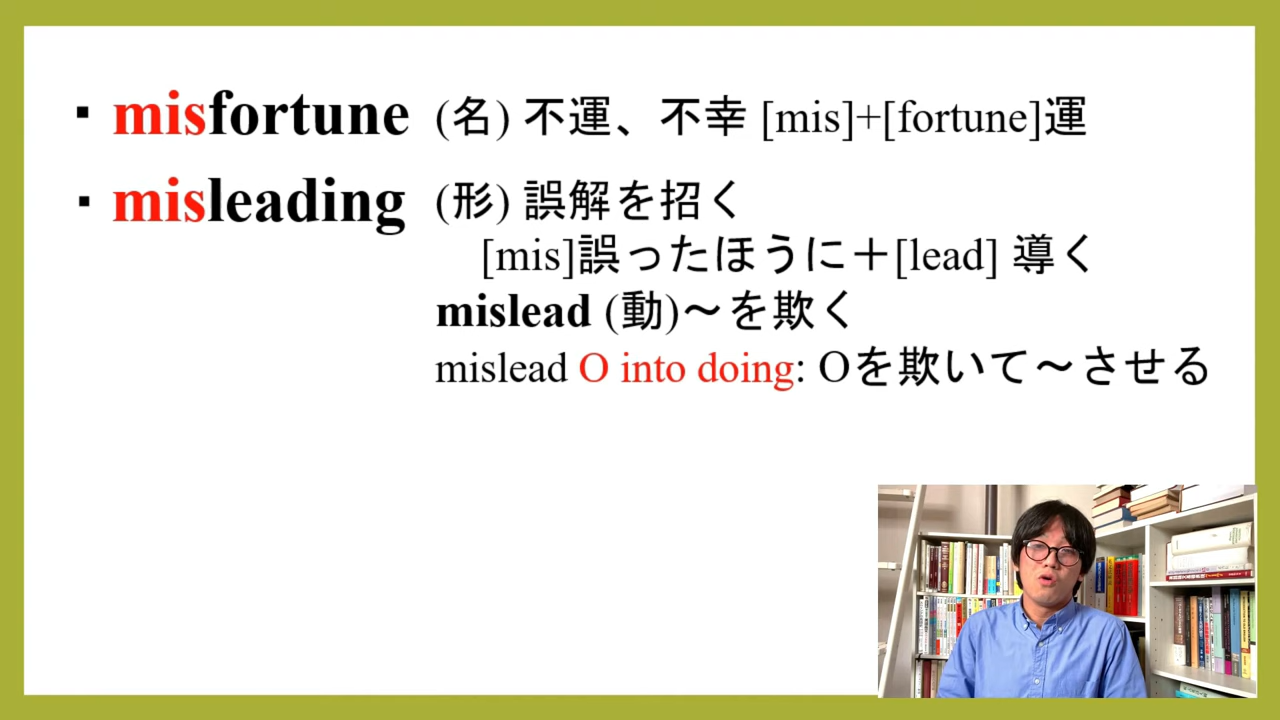 ・misfortune (名) 不運、不幸 [mis]+[fortune]運
・misleading (形) 誤解を招く
[mis]誤ったほうに＋[lead] 導く
mislead (動)～を欺く
mislead O into doing: Oを欺いて～させる